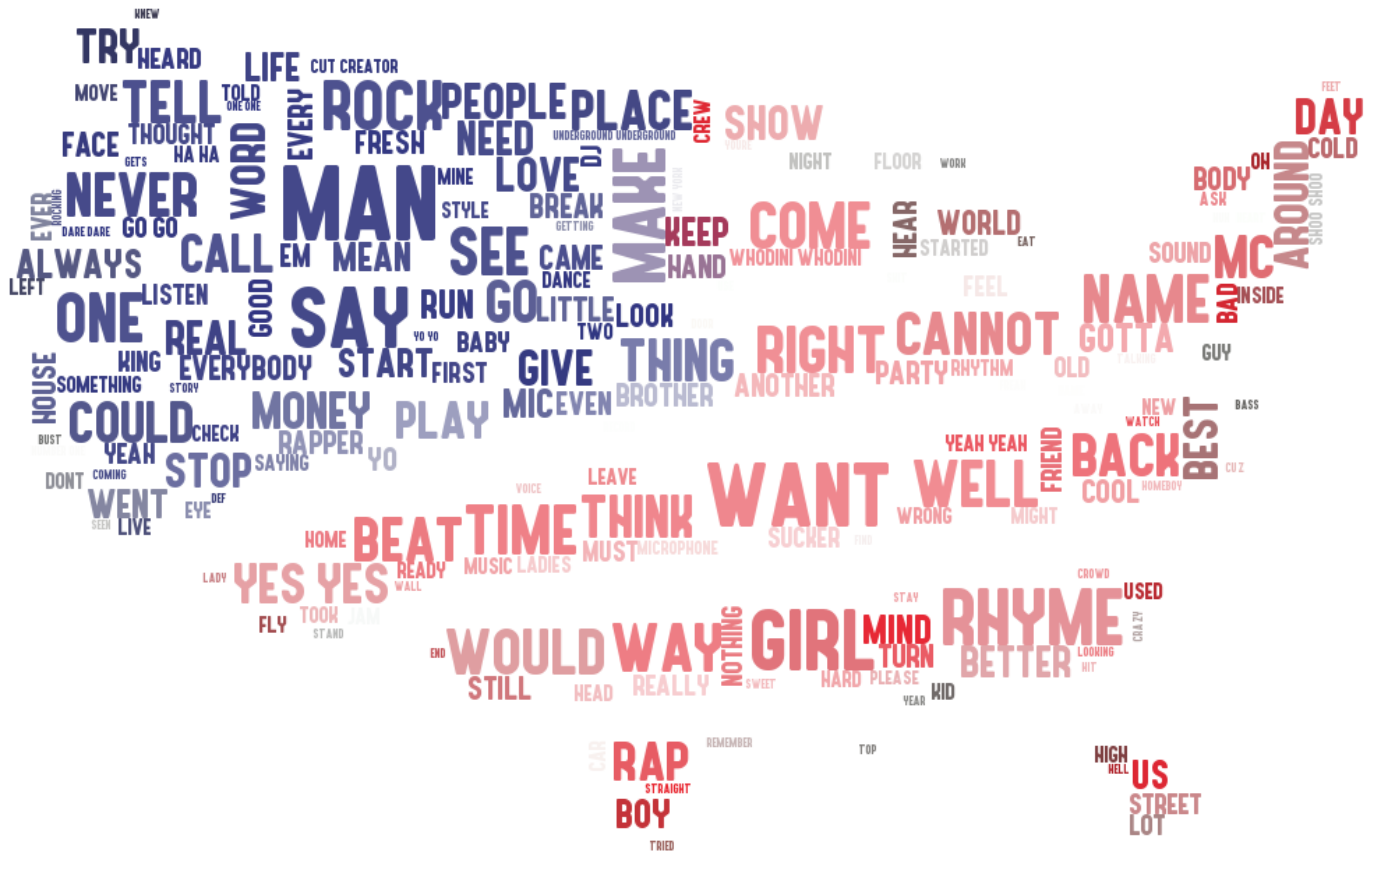 KNEW
TRY
HEARD
LIFE
CUT CREATOR
MOVE
TELL
TOLD
ONE ONE
EVERY
ROCK
PEOPLE
PLACE
CREW
SHOW
FEET
DAY
COLD
FACE
THOUGHT
HA HA
GETS
WORD
FRESH
NEED
UNDERGROUND UNDERGROUND
DJ
MAKE
NEW YORK
NIGHT
FLOOR
WORK
OH
BODY
ASK
AROUND
SHOO SHOO
NEVER
EVER
ROCKING
DARE DARE
GO GO
MAN
MINE
STYLE
LOVE
BREAK
GETTING
KEEP
HAND
COME
WHODINI WHODINI
HEAR
WORLD
STARTED
EAT
SOUND
MC
ALWAYS
LEFT
CALL
EM
MEAN
SEE
CAME
DANCE
FEEL
NAME
BAD
INSIDE
ONE
LISTEN
GOOD
SAY
RUN
GO
LITTLE
TWO
LOOK
RIGHT
CANNOT
GOTTA
GUY
REAL
YO YO
BABY
KING
EVERYBODY
START
FIRST
GIVE
THING
ANOTHER
PARTY
RHYTHM
OLD
HOUSE
SOMETHING
STORY
COULD
CHECK
MONEY
PLAY
MIC
EVEN
BROTHER
NEW
WATCH
BEST
BASS
BUST
YEAH
RAPPER
YO
YEAH YEAH
FRIEND
BACK
CUZ
DONT
COMING
STOP
SAYING
LEAVE
WANT
WELL
COOL
HOMEBOY
WENT
EYE
DEF
SEEN
LIVE
VOICE
HOME
BEAT
TIME
THINK
SUCKER
FIND
WRONG
MIGHT
READY
MUSIC
LADIES
MUST
MICROPHONE
LADY
YES YES
WALL
CROWD
USED
FLY
TOOK
JAM
STAND
STAY
RHYME
CRAZY
END
WOULD
WAY
NOTHING
GIRL
MIND
TURN
BETTER
LOOKING
HIT
STILL
HEAD
REALLY
SWEET
HARD
PLEASE
YEAR
KID
CAR
RAP
REMEMBER
TOP
HIGH
HELL
US
STRAIGHT
BOY
STREET
LOT
TRIED